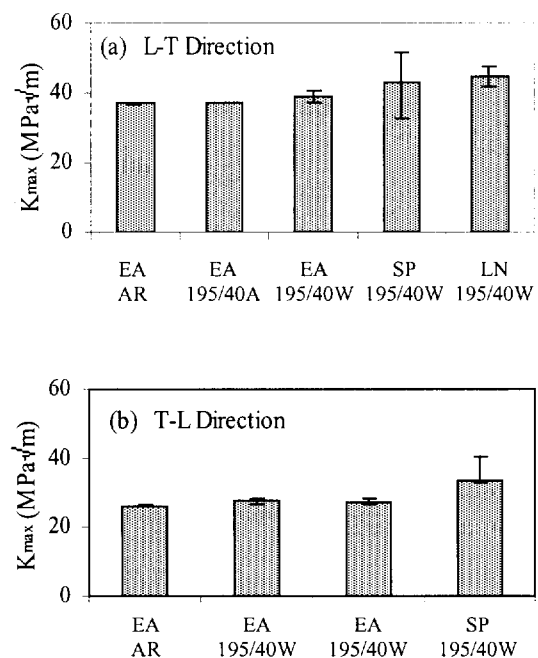 60
(a) L-T Direction
40
20
0
Kmax (MPa√m)
EA EA EA SP LN
AR 195/40A 195/40W 195/40W 195/40W
60
(b) T-L Direction
40
20
0
Kmax (MPa√m)
EA EA EA SP
AR 195/40W 195/40W 195/40W